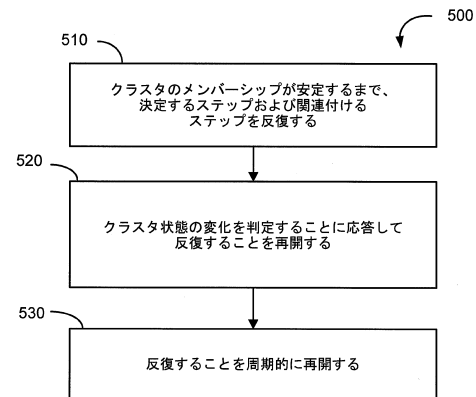 500
510
クラスタのメンバーシップが安定するまで、
決定するステップおよび関連付ける
ステップを反復する
520
クラスタ状態の変化を判定することに応答して
反復することを再開する
530
反復することを周期的に再開する